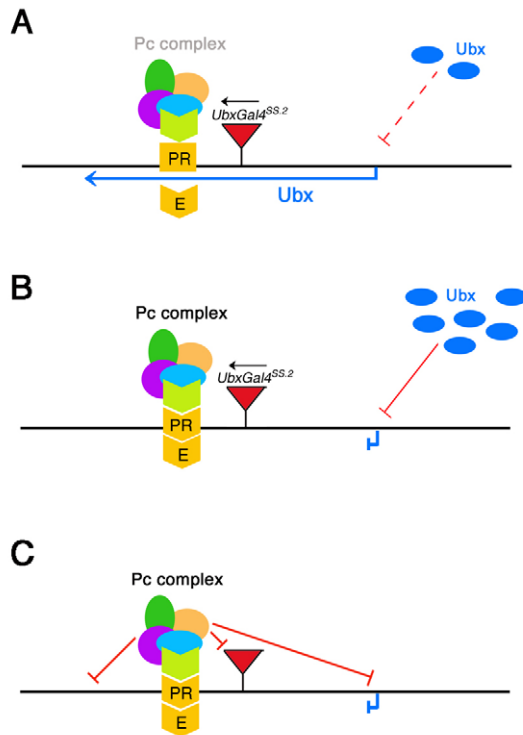 A
Pc complex
Ubx
UbxGal4SS.2
PR
Ubx
E
B
Pc complex
Ubx
UbxGal4SS.2
PR
E
C
Pc complex
PR
E